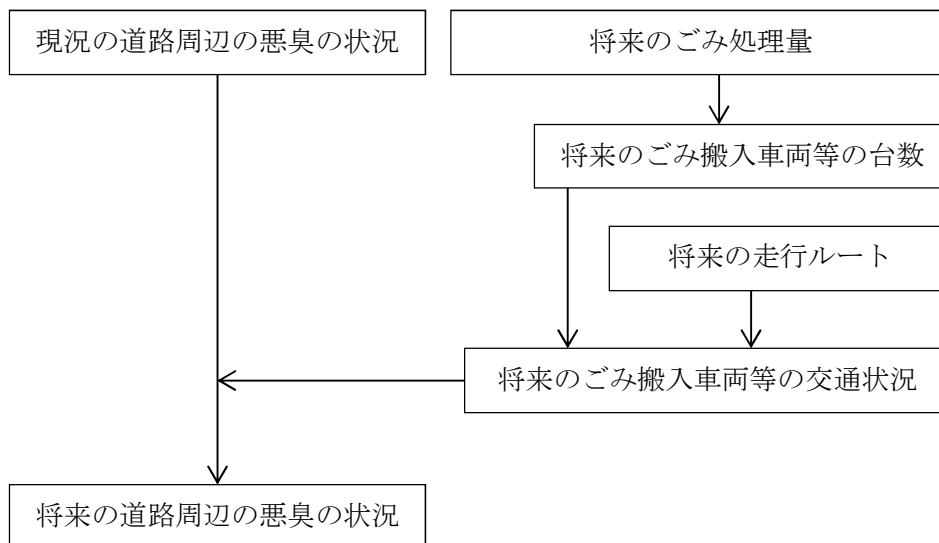 現況の道路周辺の悪臭の状況
将来のごみ処理量
将来のごみ搬入車両等の台数
将来の走行ルート
将来のごみ搬入車両等の交通状況
将来の道路周辺の悪臭の状況